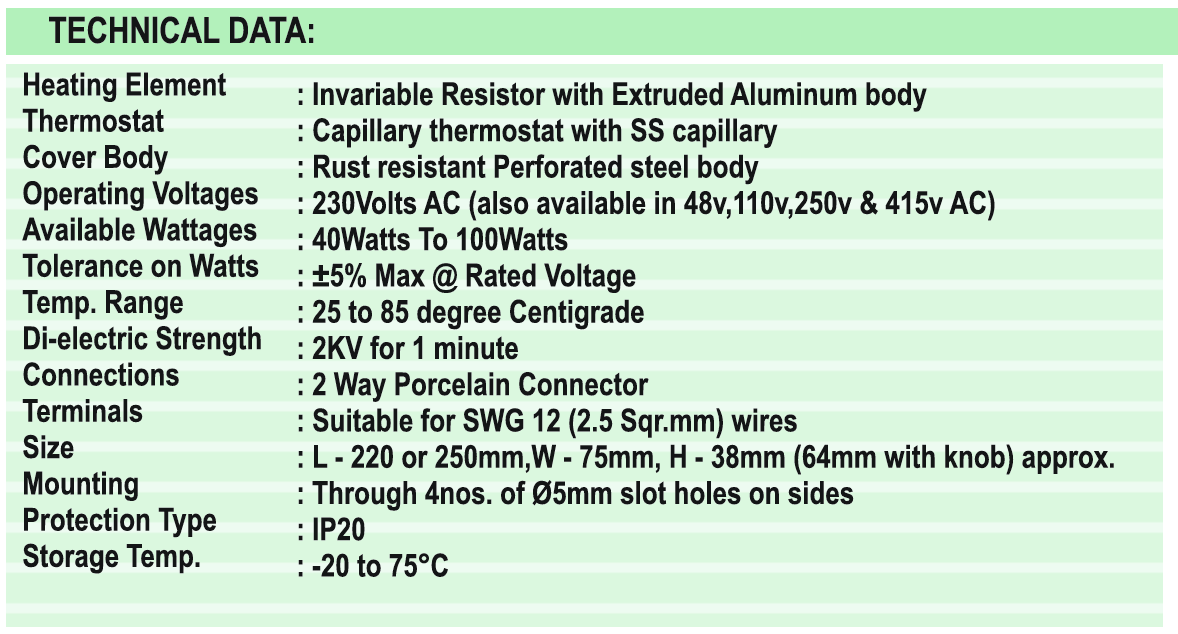 TECHNICAL DATA:
Heating Element : Invariable Resistor with Extruded Aluminum body
Thermostat : Capillary thermostat with SS capillary
Cover Body : Rust resistant Perforated steel body
Operating Voltages : 230Volts AC (also available in 48v,110v,250v & 415v AC)
Available Wattages : 40Watts To 100Watts
Tolerance on Watts : ±5% Max @ Rated Voltage
Temp. Range : 25 to 85 degree Centigrade
Di-electric Strength : 2KV for 1 minute
Connections : 2 Way Porcelain Connector
Terminals : Suitable for SWG 12 (2.5 Sqr.mm) wires
Size : L - 220 or 250mm,W - 75mm, H - 38mm (64mm with knob) approx.
Mounting : Through 4nos. of Ø5mm slot holes on sides
Protection Type : IP20
Storage Temp. : -20 to 75°C